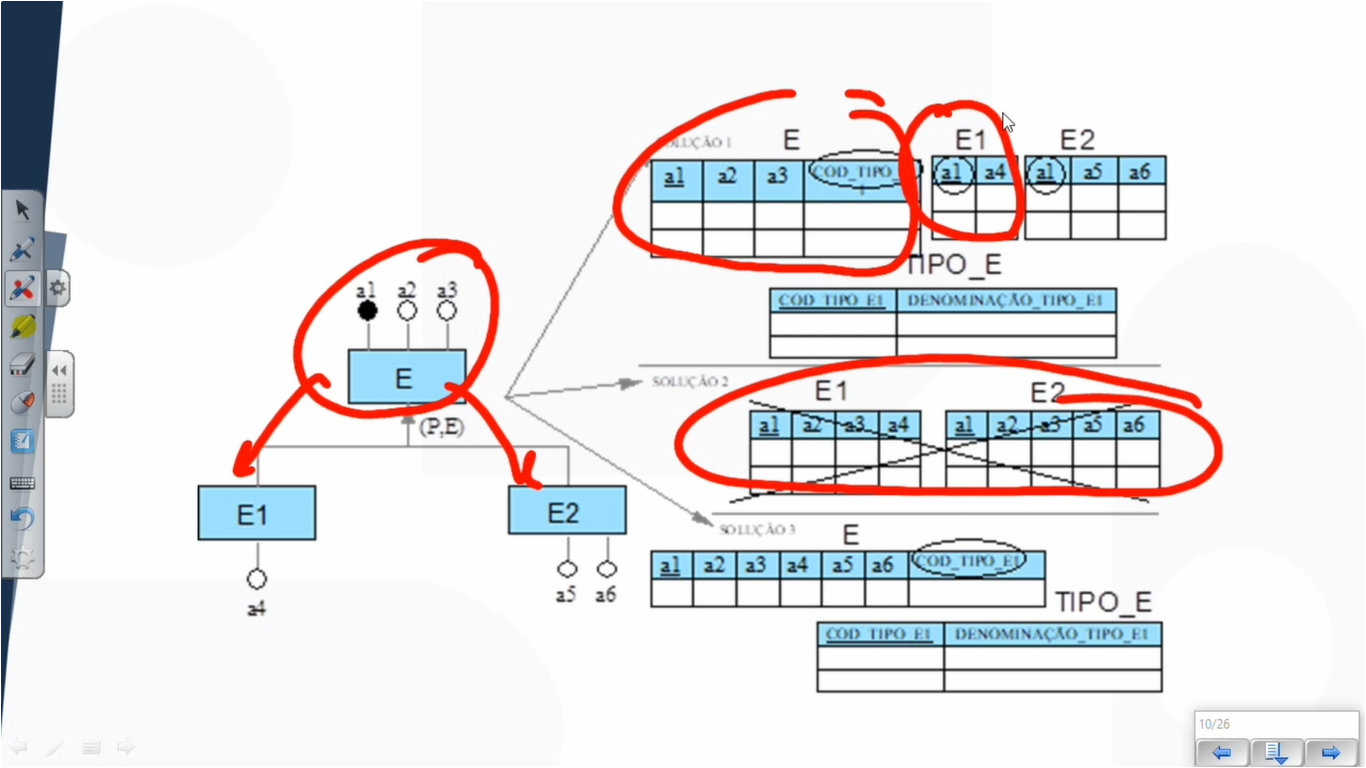 SOLUÇÃO 1
E
a1 a2 a3 COD_TIPO_
1
E1
a1 a4
E2
a1 a5 a6
TIPO_E
COD_TIPO_E1 DENOMINAÇÃO_TIPO_E1
a1 a2 a3
E
(P,E)
E1
a4
E2
a5 a6
SOLUÇÃO 2
E1
a1 a2 a3 a4
E2
a1 a2 a3 a5 a6
SOLUÇÃO 3
E
a1 a2 a3 a4 a5 a6 COD_TIPO_E1
TIPO_E
COD_TIPO_E1 DENOMINAÇÃO_TIPO_E1
10/26